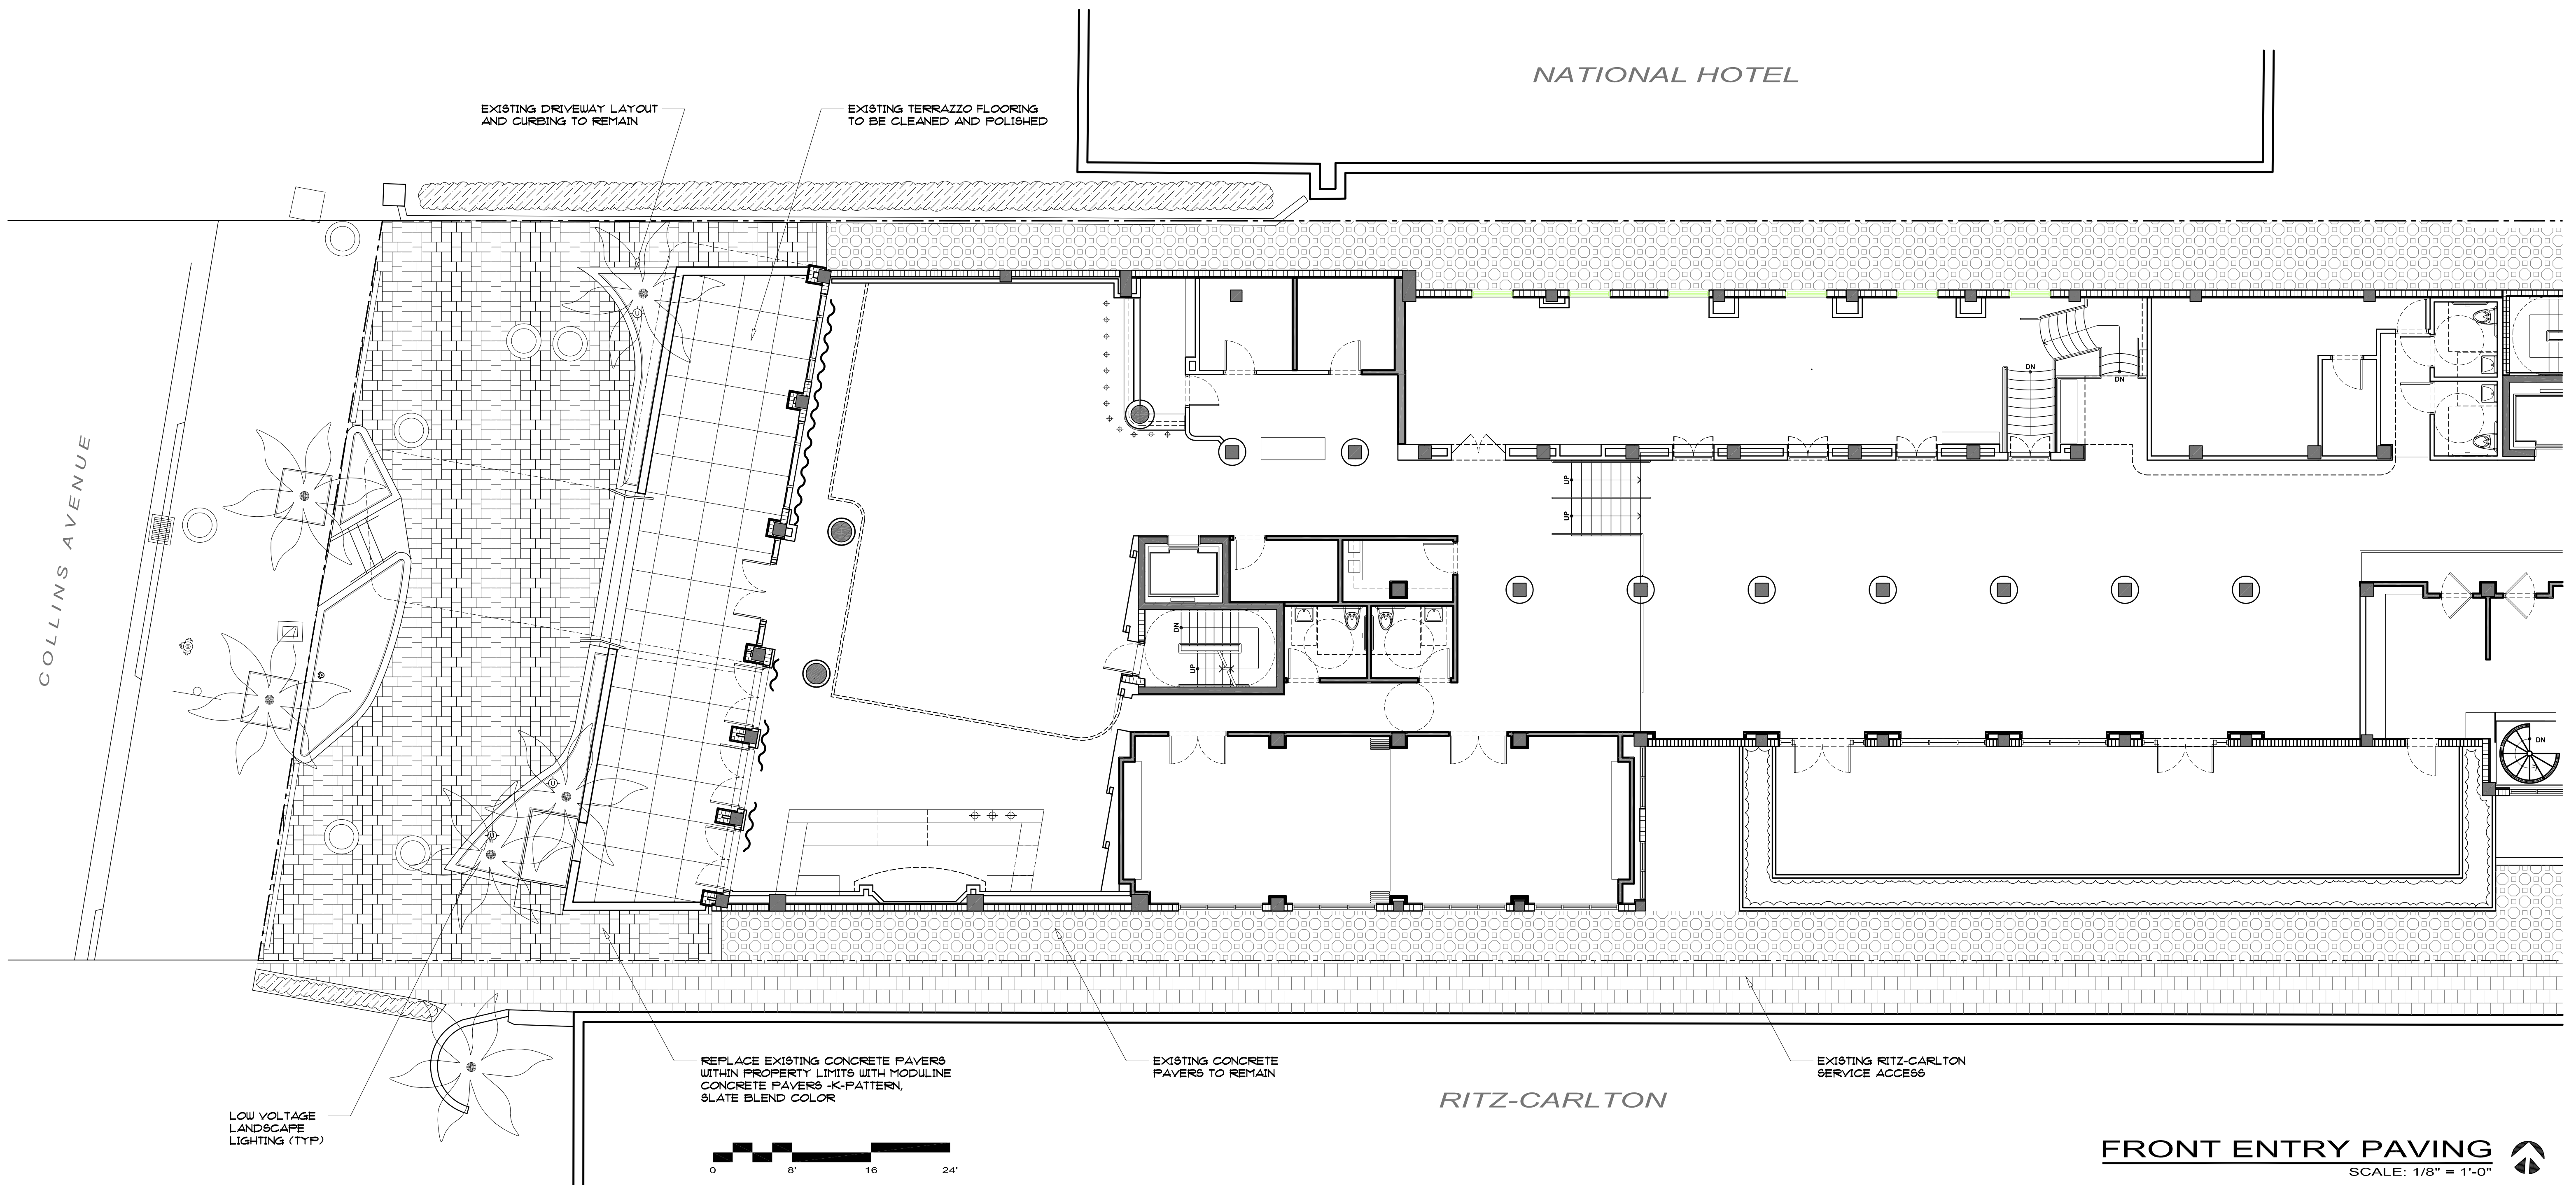 NATIONAL HOTEL
EXISTING DRIVEWAY LAYOUT
AND CURBING TO REMAIN
EXISTING TERRAZZO FLOORING
TO BE CLEANED AND POLISHED
COLLINS AVENUE
DN
DN
UP
UP
DN
UP
DN
REPLACE EXISTING CONCRETE PAVERS
WITHIN PROPERTY LIMITS WITH MODULINE
CONCRETE PAVERS -K-PATTERN,
SLATE BLEND COLOR
EXISTING CONCRETE
PAVERS TO REMAIN
EXISTING RITZ-CARLTON
SERVICE ACCESS
RITZ-CARLTON
LOW VOLTAGE
LANDSCAPE
LIGHTING (TYP)
0 8' 16 24'
FRONT ENTRY PAVING
SCALE: 1/8" = 1'-0"